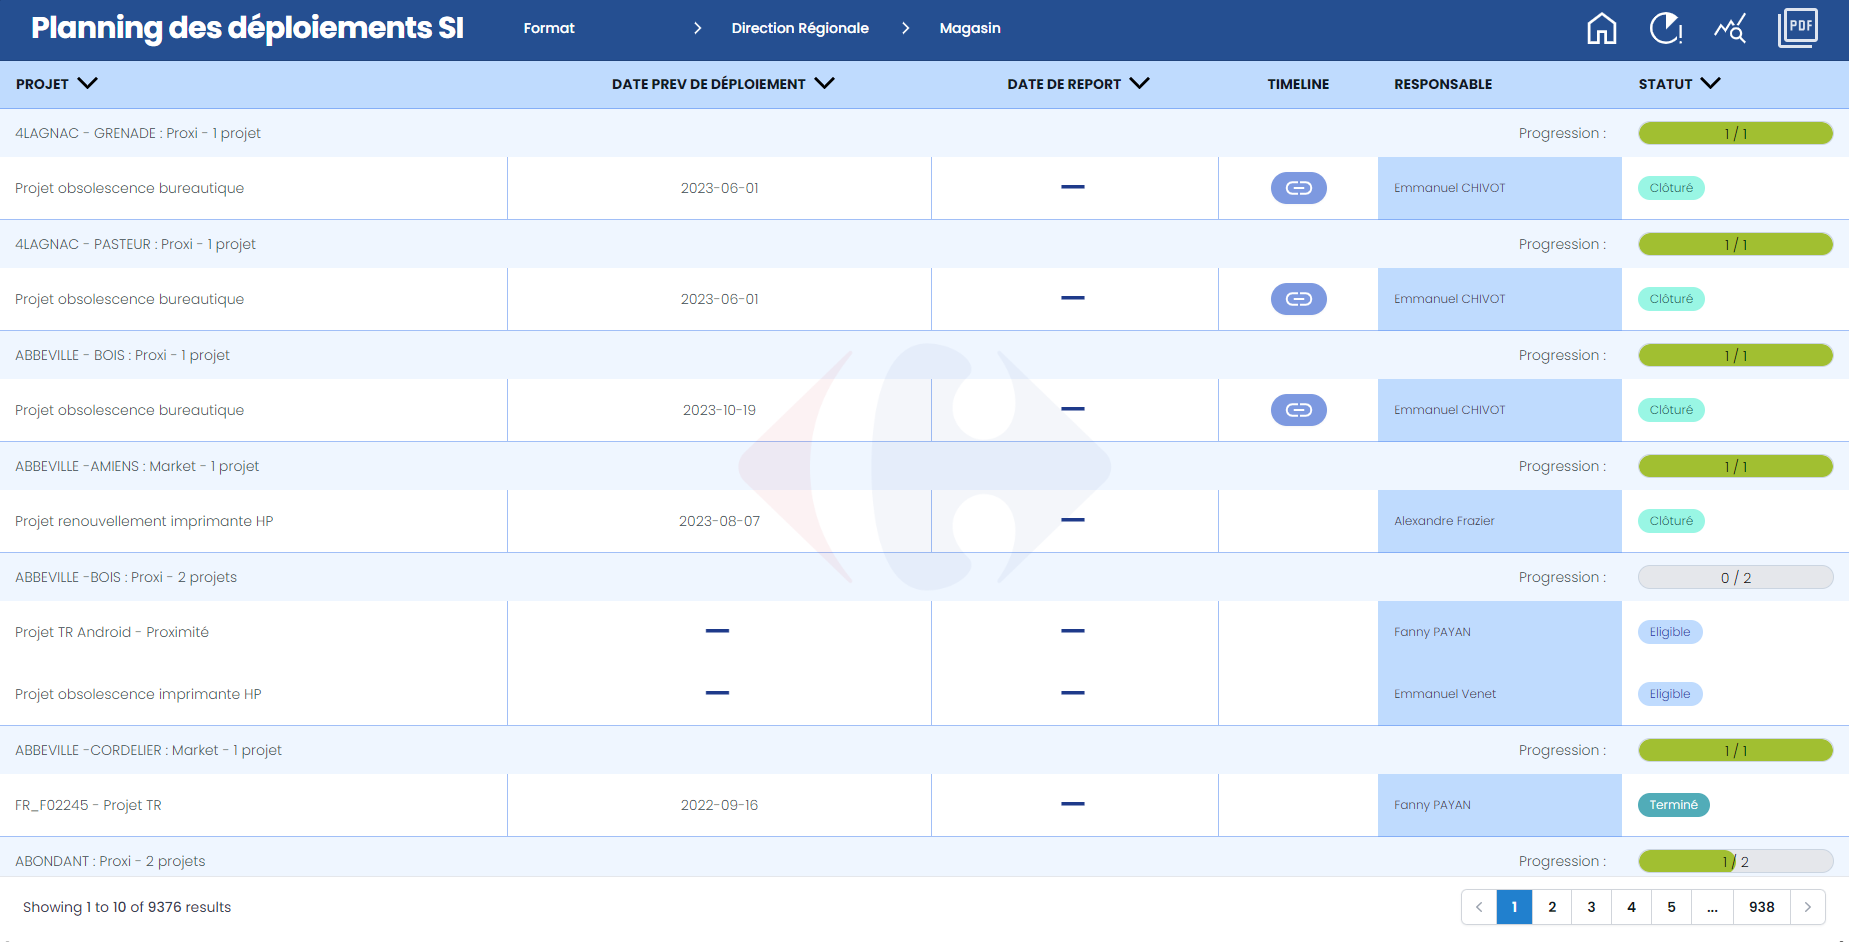 Planning des déploiements SI
Format > Direction Régionale > Magasin
PDF
PROJET DATE PREV DE DÉPLOIEMENT DATE DE REPORT TIMELINE RESPONSABLE STATUT
4LAGNAC - GRENADE : Proxi - 1 projet Progression : 1 / 1
Projet obsolescence bureautique 2023-06-01 — Emmanuel CHIVOT Clôturé
4LAGNAC - PASTEUR : Proxi - 1 projet Progression : 1 / 1
Projet obsolescence bureautique 2023-06-01 — Emmanuel CHIVOT Clôturé
ABBEVILLE - BOIS : Proxi - 1 projet Progression : 1 / 1
Projet obsolescence bureautique 2023-10-19 — Emmanuel CHIVOT Clôturé
ABBEVILLE -AMIENS : Market - 1 projet Progression : 1 / 1
Projet renouvellement imprimante HP 2023-08-07 — Alexandre Frazier Clôturé
ABBEVILLE -BOIS : Proxi - 2 projets Progression : 0 / 2
Projet TR Android - Proximité — — Fanny PAYAN Eligible
Projet obsolescence imprimante HP — — Emmanuel Venet Eligible
ABBEVILLE -CORDELIER : Market - 1 projet Progression : 1 / 1
FR_F02245 - Projet TR 2022-09-16 — Fanny PAYAN Terminé
ABONDANT : Proxi - 2 projets Progression : 1 / 2
Showing 1 to 10 of 9376 results < 1 2 3 4 5 ... 938 >